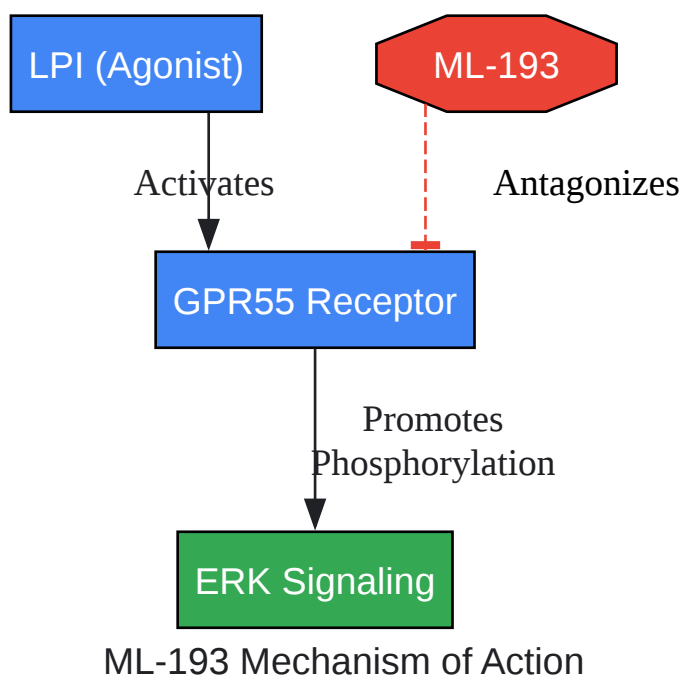 LPI (Agonist)
ML-193
Activates
Antagonizes
GPR55 Receptor
Promotes
Phosphorylation
ERK Signaling
ML-193 Mechanism of Action